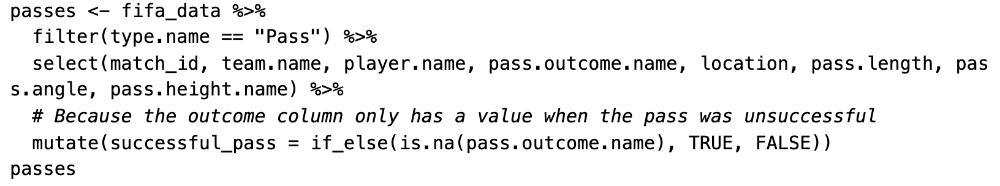 passes <- fifa_data %>%
  filter(type.name == "Pass") %>%
  select(match_id, team.name, player.name, pass.outcome.name, location, pass.length, pas
s.angle, pass.height.name) %>%
  # Because the outcome column only has a value when the pass was unsuccessful
  mutate(successful_pass = if_else(is.na(pass.outcome.name), TRUE, FALSE))
passes